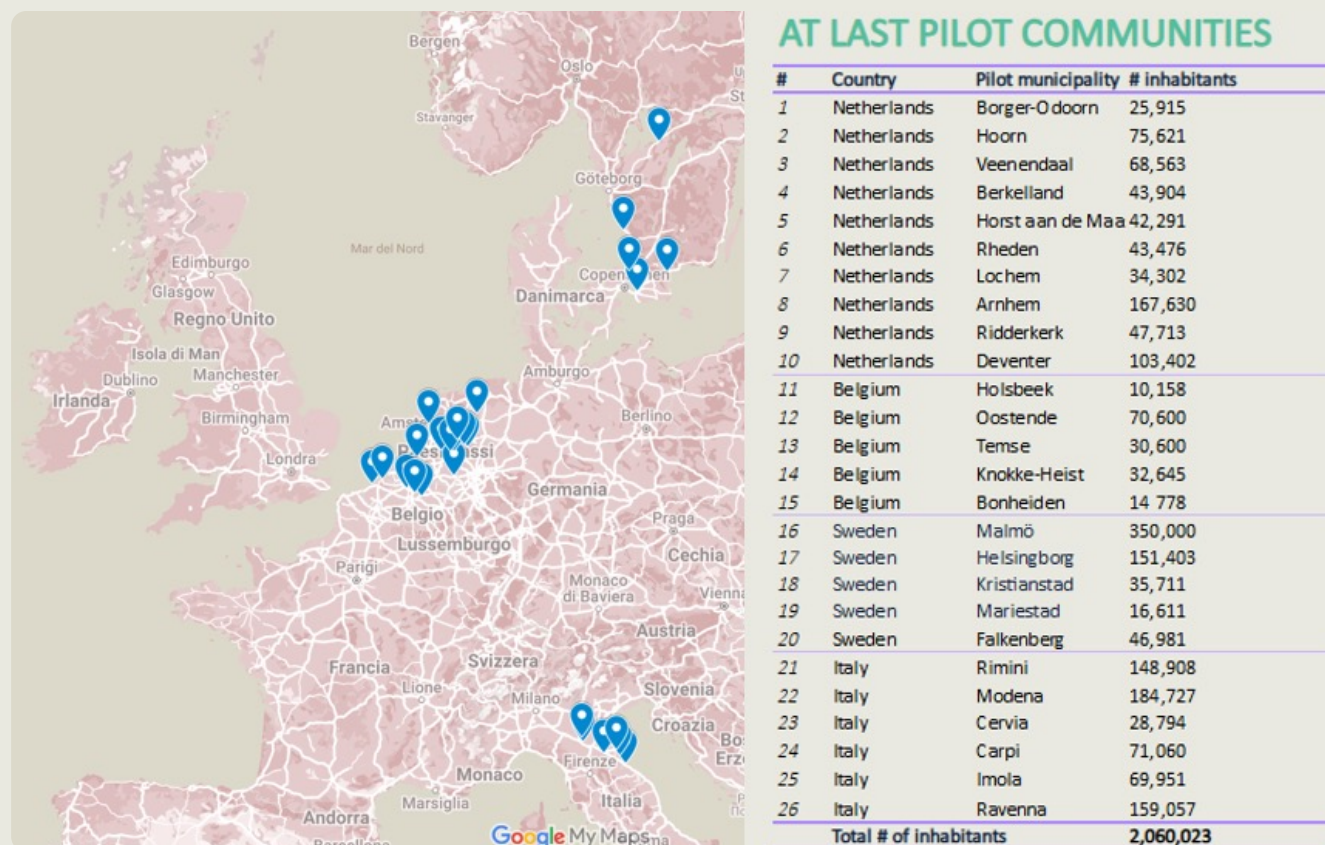 Bergen
Oslo
Stavanger
Göteborg
Mar del Nord
Edimburgo
Glasgow
Copen en
Danimarca
Regno Unito
Isola di Man
Dublino
Manchester
Irlanda
Amburgo
Birmingham
Amst
Berlino
Londra
Paesi Bassi
Germania
Belgio
Praga
Lussemburgo
Cechia
Parigi
Monaco
di Baviera
Vienna
Austria
Francia
Svizzera
Lione
Milano
Slovenia
Croazia
Bo
Erz
Firenze
Monaco
Marsiglia
Italia
Andorra
Barcellona
Google My Maps
Roma
AT LAST PILOT COMMUNITIES
# Country Pilot municipality # inhabitants
1 Netherlands Borger-Odoorn 25,915
2 Netherlands Hoorn 75,621
3 Netherlands Veenendaal 68,563
4 Netherlands Berkelland 43,904
5 Netherlands Horst aan de Maa 42,291
6 Netherlands Rheden 43,476
7 Netherlands Lochem 34,302
8 Netherlands Arnhem 167,630
9 Netherlands Ridderkerk 47,713
10 Netherlands Deventer 103,402
11 Belgium Holsbeek 10,158
12 Belgium Oostende 70,600
13 Belgium Temse 30,600
14 Belgium Knokke-Heist 32,645
15 Belgium Bonheiden 14 778
16 Sweden Malmö 350,000
17 Sweden Helsingborg 151,403
18 Sweden Kristianstad 35,711
19 Sweden Mariestad 16,611
20 Sweden Falkenberg 46,981
21 Italy Rimini 148,908
22 Italy Modena 184,727
23 Italy Cervia 28,794
24 Italy Carpi 71,060
25 Italy Imola 69,951
26 Italy Ravenna 159,057
Total # of inhabitants 2,060,023